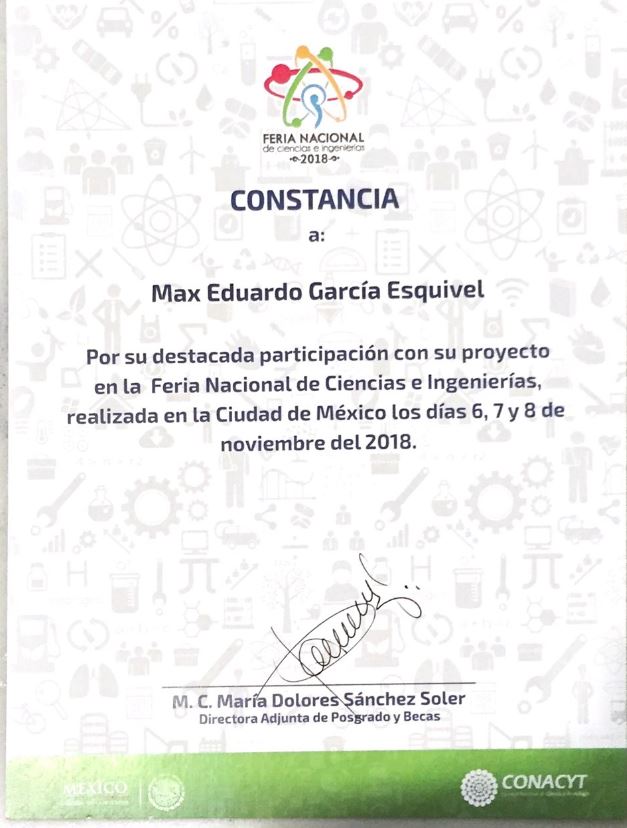 FERIA NACIONAL
de ciencias e ingenierías
2018
CONSTANCIA
a:
Max Eduardo García Esquivel
Por su destacada participación con su proyecto
en la Feria Nacional de Ciencias e Ingenierías,
realizada en la Ciudad de México los días 6, 7 y 8 de
noviembre del 2018.
M. C. María Dolores Sánchez Soler
Directora Adjunta de Posgrado y Becas
MÉXICO
CONACYT